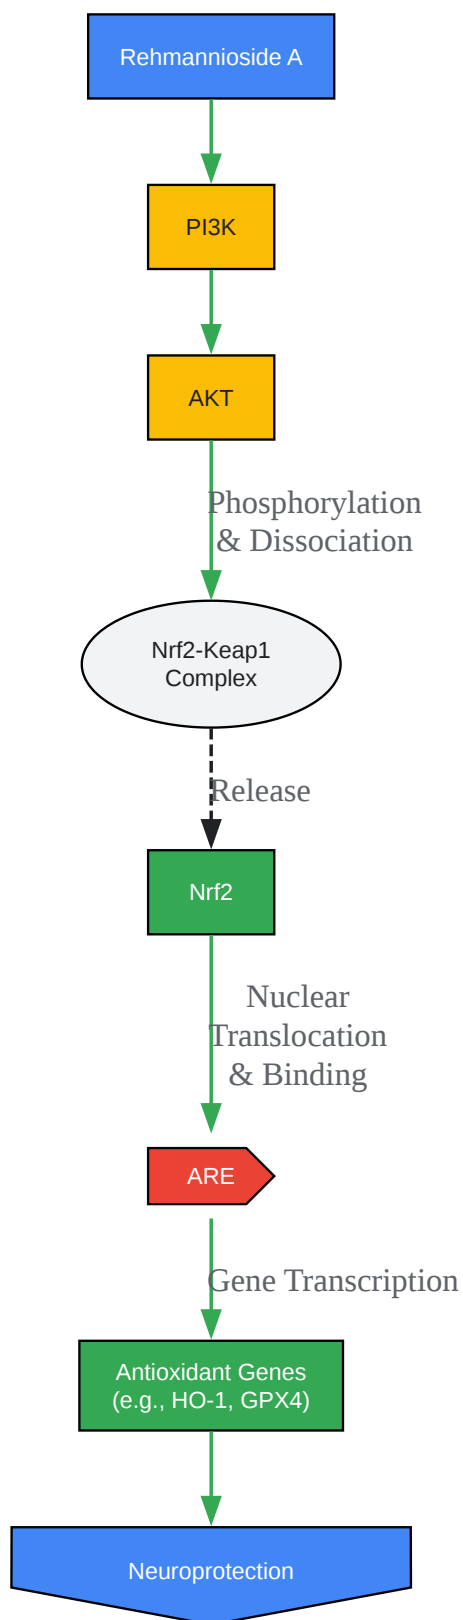 Rehmannioside A
PI3K
AKT
Phosphorylation
& Dissociation
Nrf2-Keap1
Complex
Release
Nrf2
Nuclear
Translocation
& Binding
ARE
Gene Transcription
Antioxidant Genes
(e.g., HO-1, GPX4)
Neuroprotection